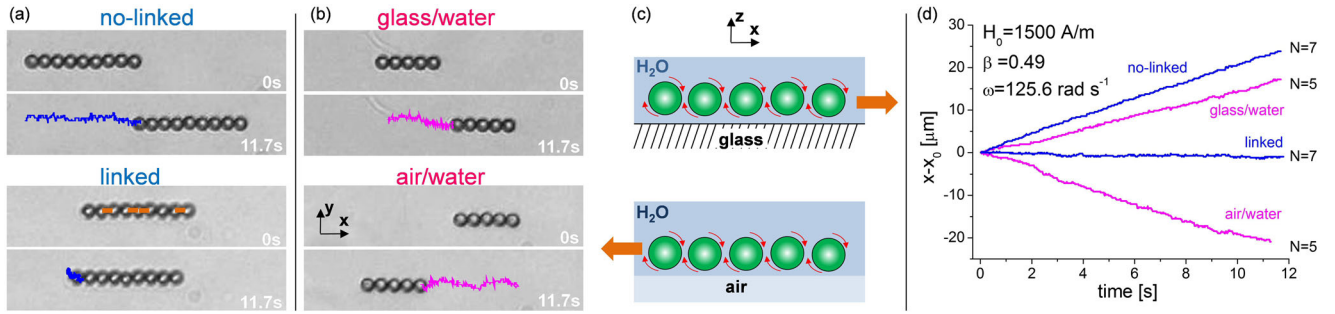 (a)
no-linked
0s
11.7s
linked
0s
11.7s
(b)
glass/water
0s
11.7s
air/water
y
x
0s
11.7s
(c)
z
x
H₂O
glass
H₂O
air
(d)
H₀=1500 A/m
β =0.49
ω=125.6 rad s⁻¹
30
20
10
0
-10
-20
x-x₀ [μm]
no-linked
N=7
N=5
glass/water
linked
N=7
air/water
N=5
0 2 4 6 8 10 12
time [s]